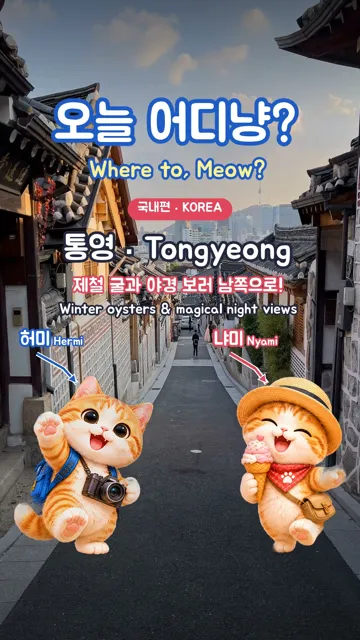 오늘 어디냥?
Where to, Meow?
국내편 · KOREA
통영 · Tongyeong
제철 굴과 야경 보러 남쪽으로!
Winter oysters & magical night views
허미 Hermi
냐미 Nyami